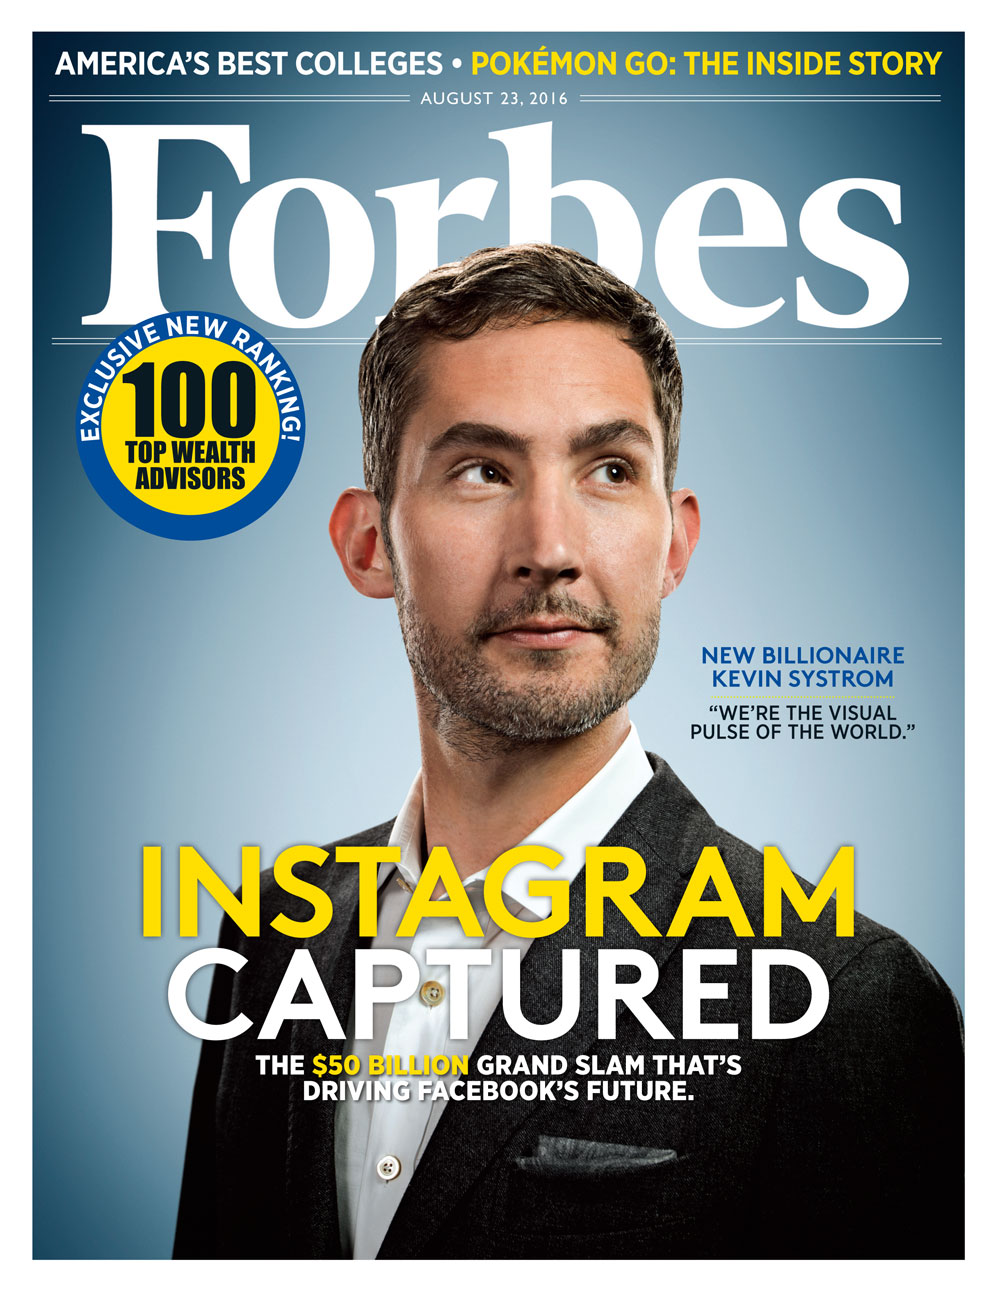 AMERICA'S BEST COLLEGES • POKÉMON GO: THE INSIDE STORY
AUGUST 23, 2016
Forbes
EXCLUSIVE NEW RANKING!
100
TOP WEALTH
ADVISORS
NEW BILLIONAIRE
KEVIN SYSTROM
“WE’RE THE VISUAL
PULSE OF THE WORLD.”
INSTAGRAM
CAPTURED
THE $50 BILLION GRAND SLAM THAT’S
DRIVING FACEBOOK’S FUTURE.